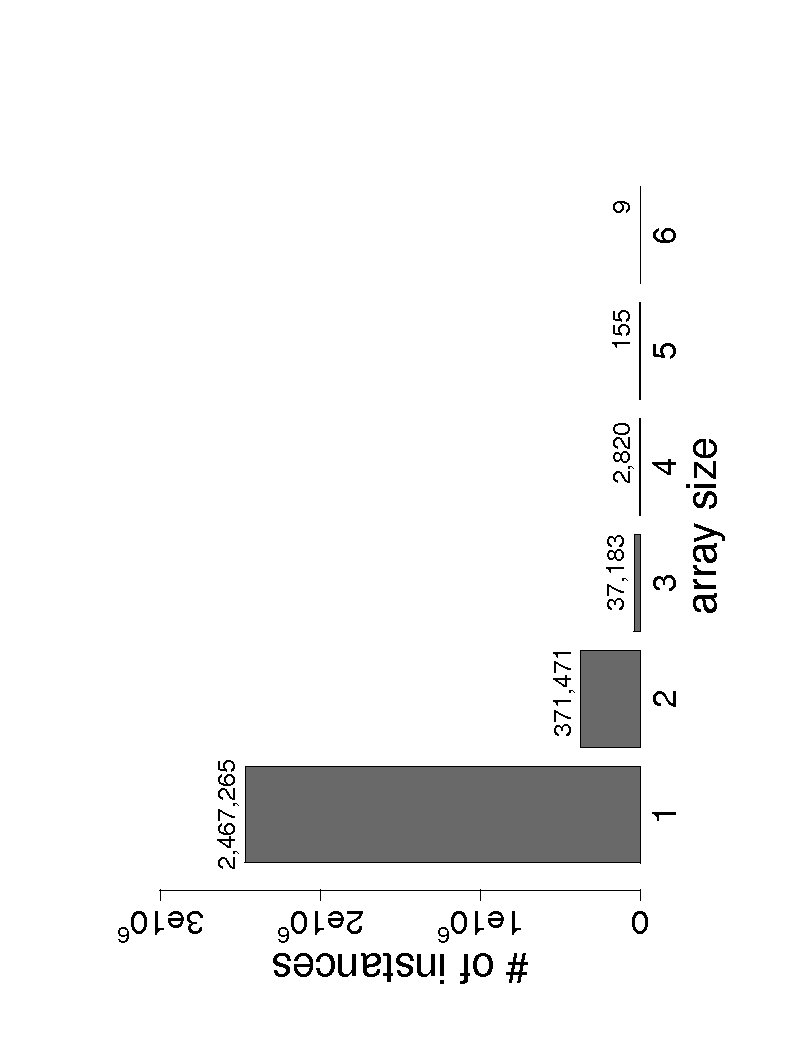 # of instances
3e10⁶
2e10⁶
1e10⁶
0
2,467,265
371,471
37,183
2,820
155
9
1
2
3
4
5
6
array size